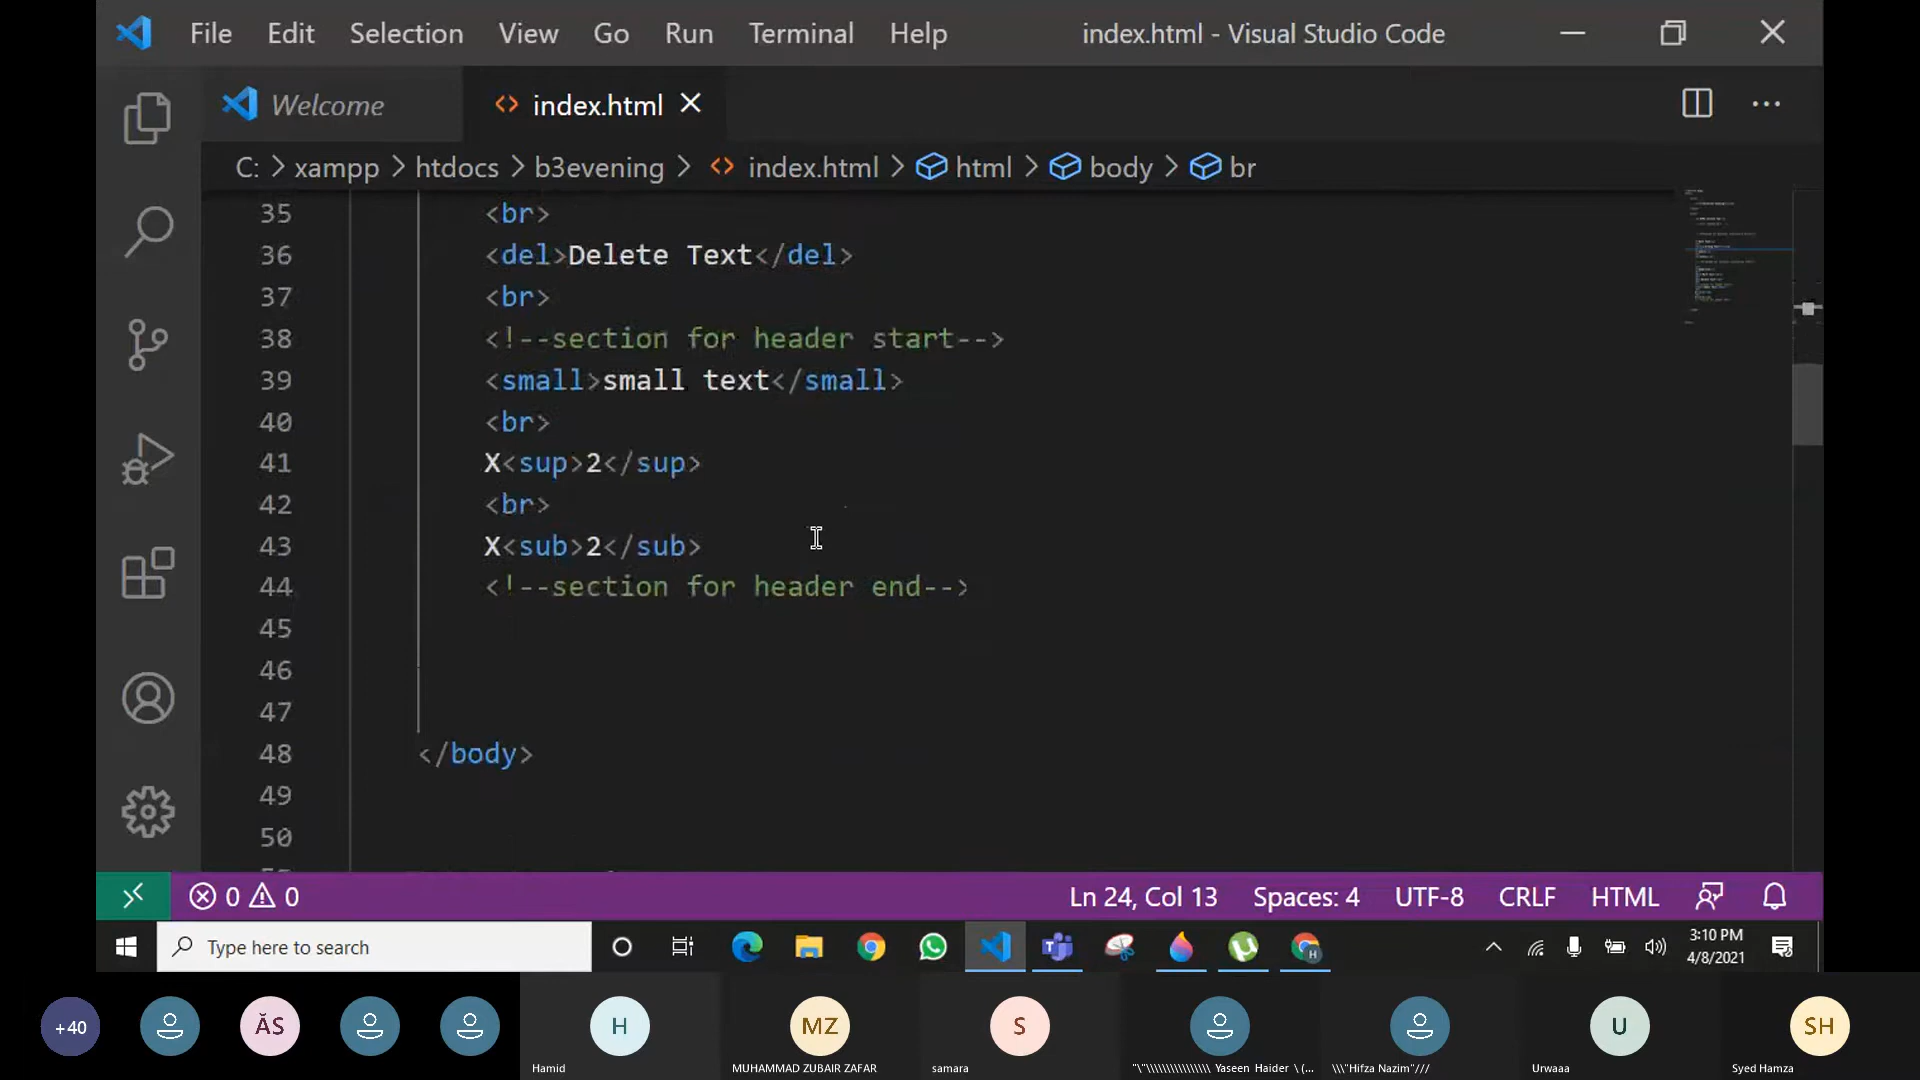 File Edit Selection View Go Run Terminal Help index.html - Visual Studio Code
Welcome index.html
C: > xampp > htdocs > b3evening > index.html > html > body > br
35 <br>
36 <del>Delete Text</del>
37 <br>
38 <!--section for header start-->
39 <small>small text</small>
40 <br>
41 X<sup>2</sup>
42 <br>
43 X<sub>2</sub>
44 <!--section for header end-->
45
46
47
48 </body>
49
50
0 0 Ln 24, Col 13 Spaces: 4 UTF-8 CRLF HTML
Type here to search
3:10 PM
4/8/2021
+40 ĂS H MZ S U SH
Hamid MUHAMMAD ZUBAIR ZAFAR samara "\"\\\\\\\\\\\\\\\\ Yaseen Haider \ (... \\\"Hifza Nazim"/// Urwaaa Syed Hamza